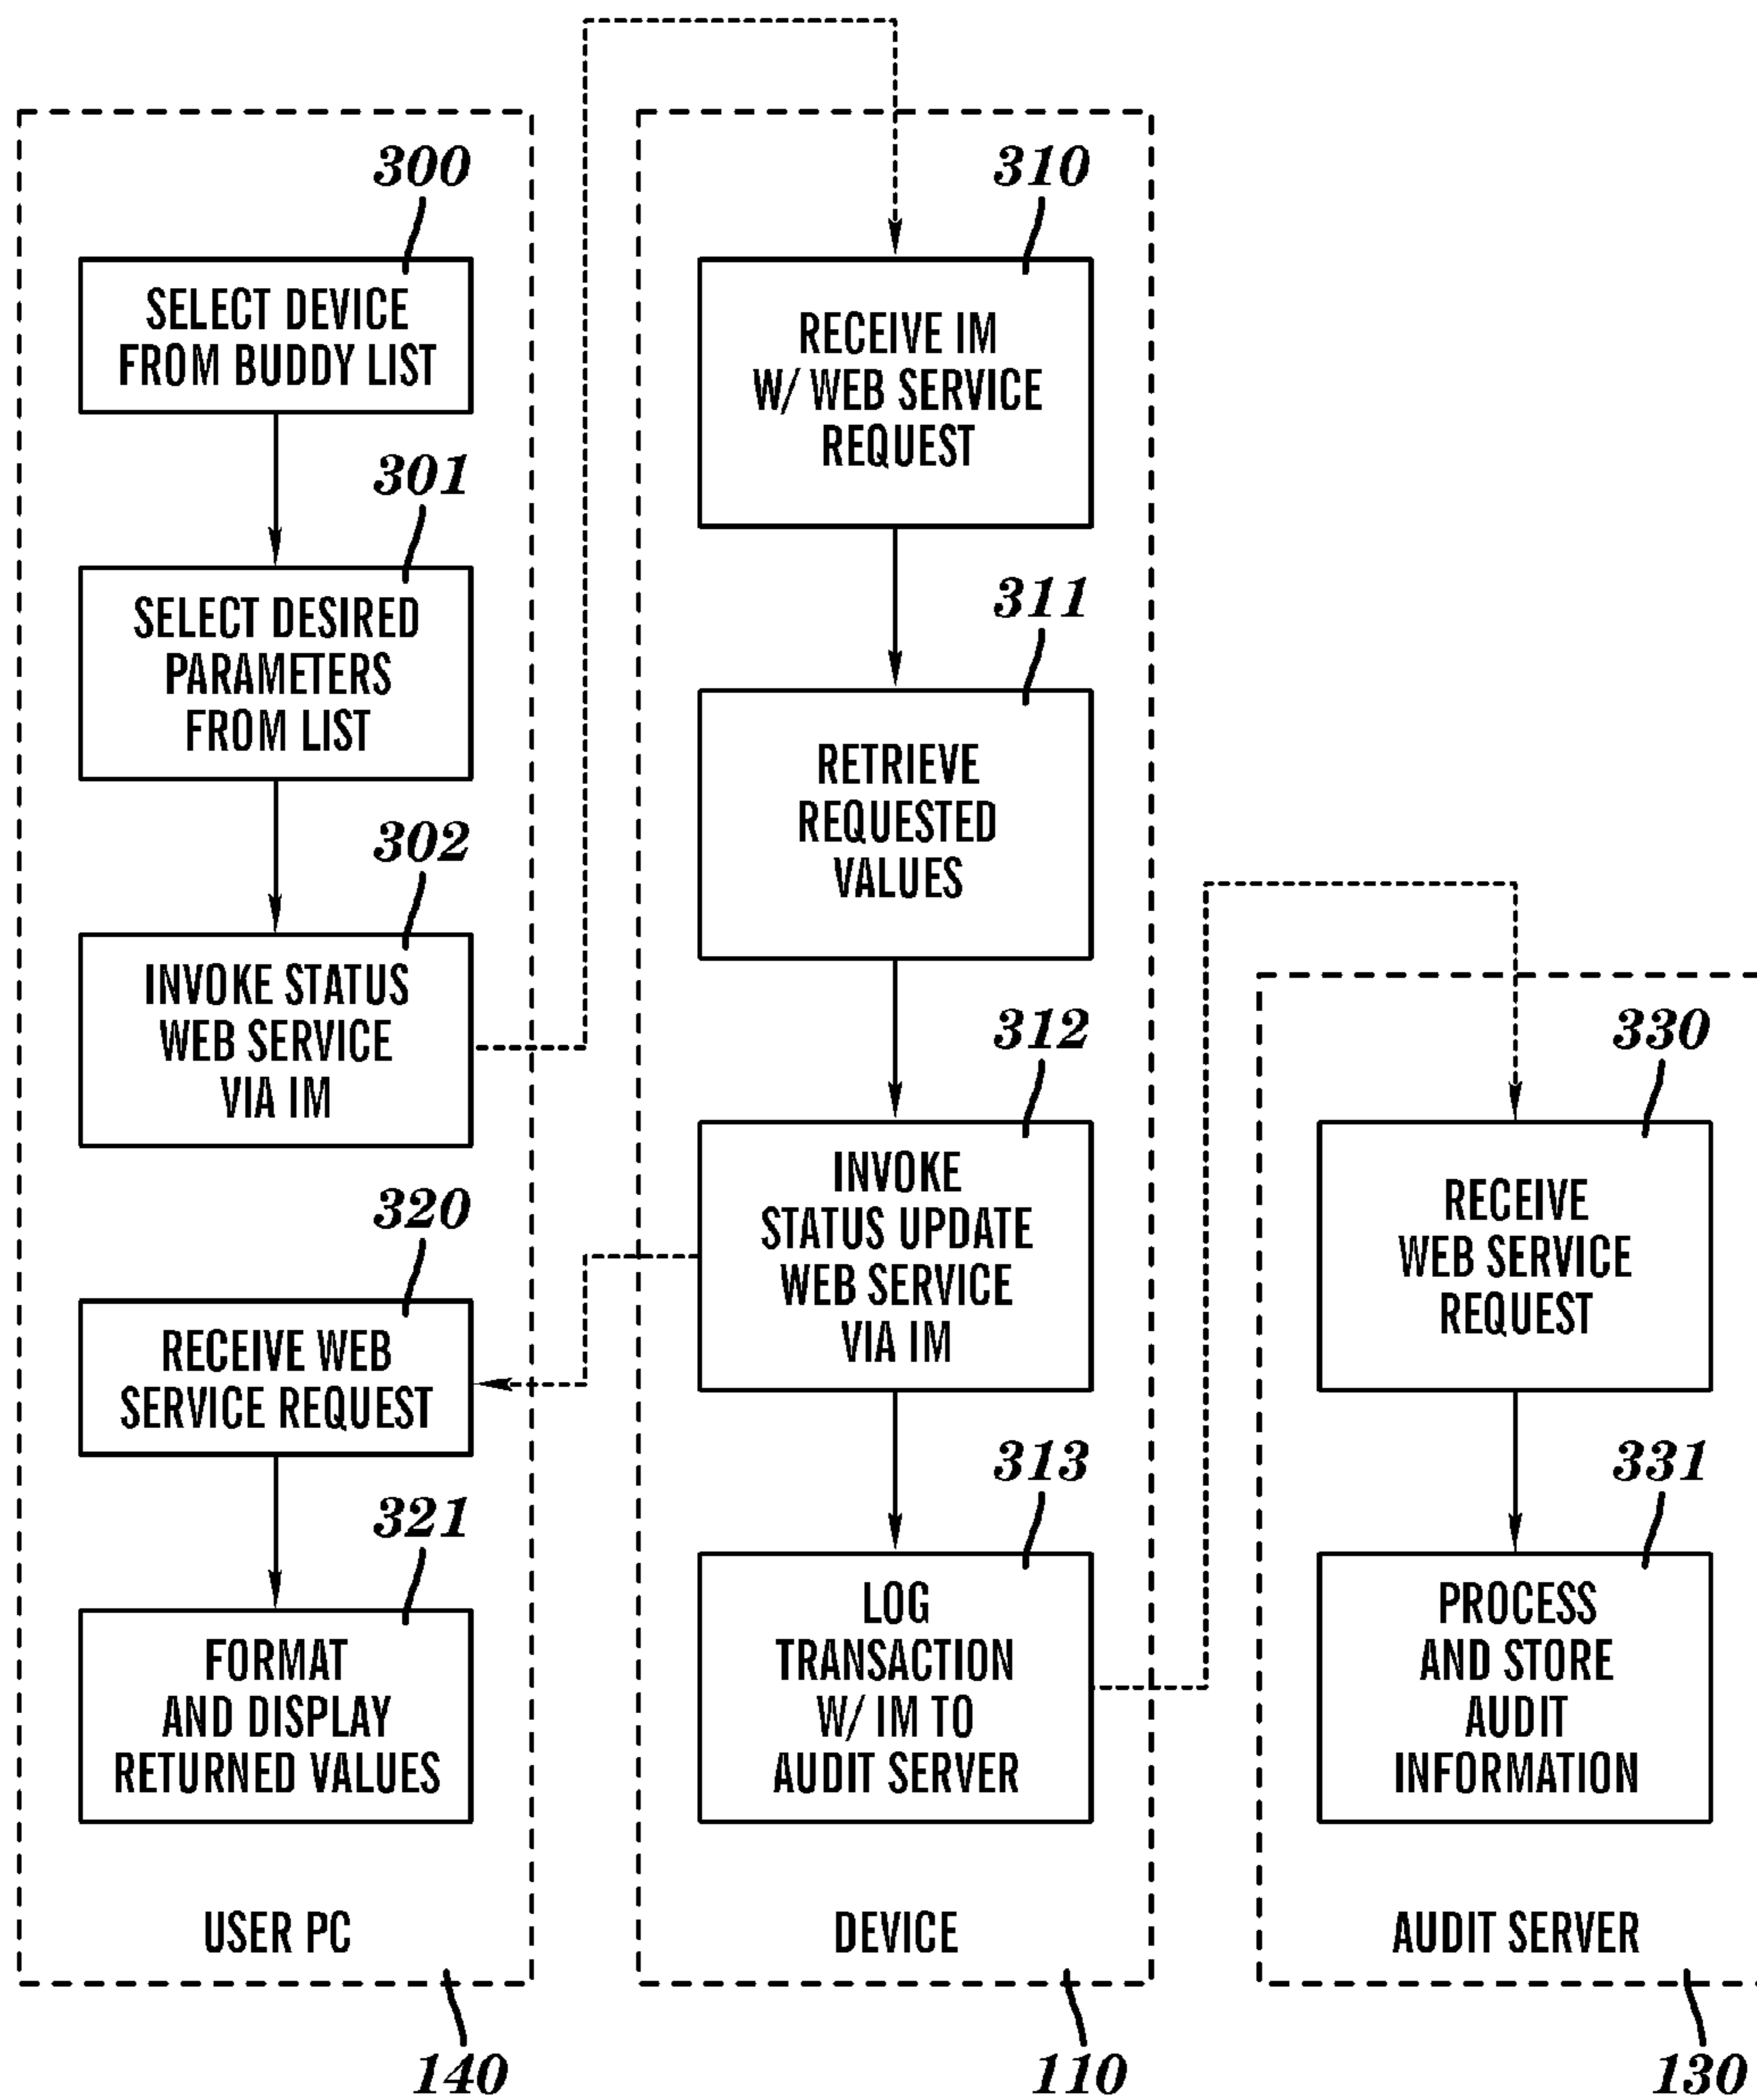 300
SELECT DEVICE
FROM BUDDY LIST
301
SELECT DESIRED
PARAMETERS
FROM LIST
302
INVOKE STATUS
WEB SERVICE
VIA IM
320
RECEIVE WEB
SERVICE REQUEST
321
FORMAT
AND DISPLAY
RETURNED VALUES
USER PC
140
310
RECEIVE IM
W/ WEB SERVICE
REQUEST
311
RETRIEVE
REQUESTED
VALUES
312
INVOKE
STATUS UPDATE
WEB SERVICE
VIA IM
313
LOG
TRANSACTION
W/ IM TO
AUDIT SERVER
DEVICE
110
330
RECEIVE
WEB SERVICE
REQUEST
331
PROCESS
AND STORE
AUDIT
INFORMATION
AUDIT SERVER
130